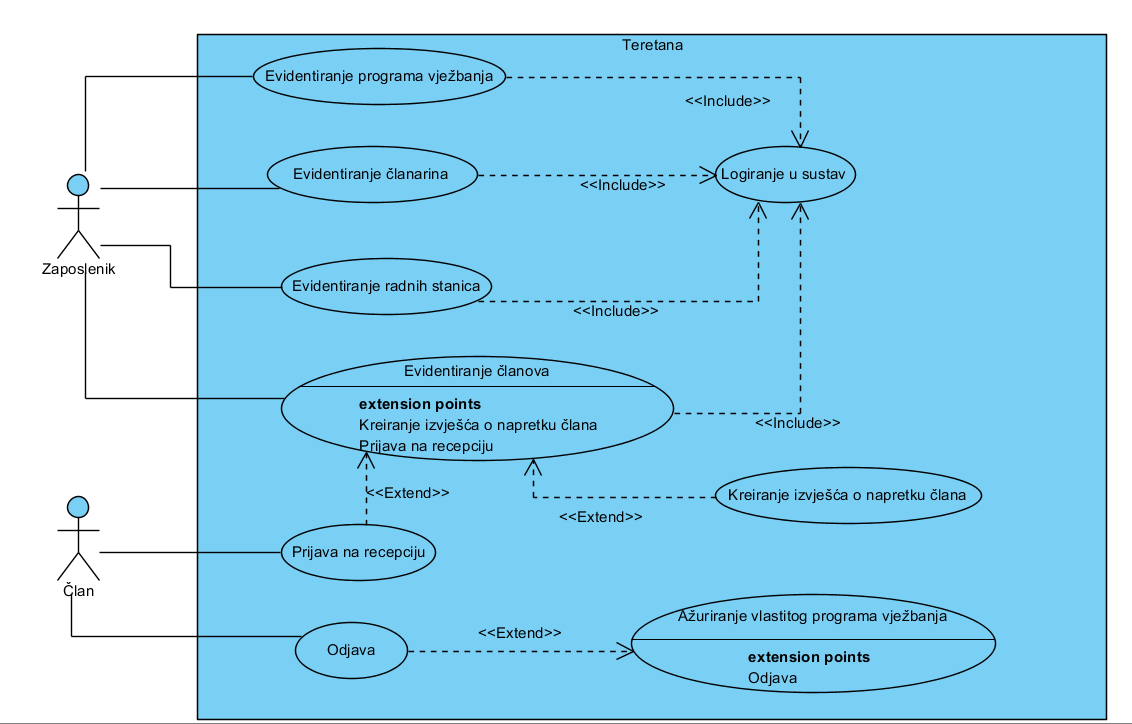 Teretana
Evidentiranje programa vježbanja
<<Include>>
Evidentiranje članarina
<<Include>>
Logiranje u sustav
Zaposlenik
Evidentiranje radnih stanica
<<Include>>
Evidentiranje članova
extension points
Kreiranje izvješća o napretku člana
Prijava na recepciju
<<Include>>
<<Extend>>
Kreiranje izvješća o napretku člana
<<Extend>>
Prijava na recepciju
Član
Ažuriranje vlastitog programa vježbanja
<<Extend>>
Odjava
extension points
Odjava